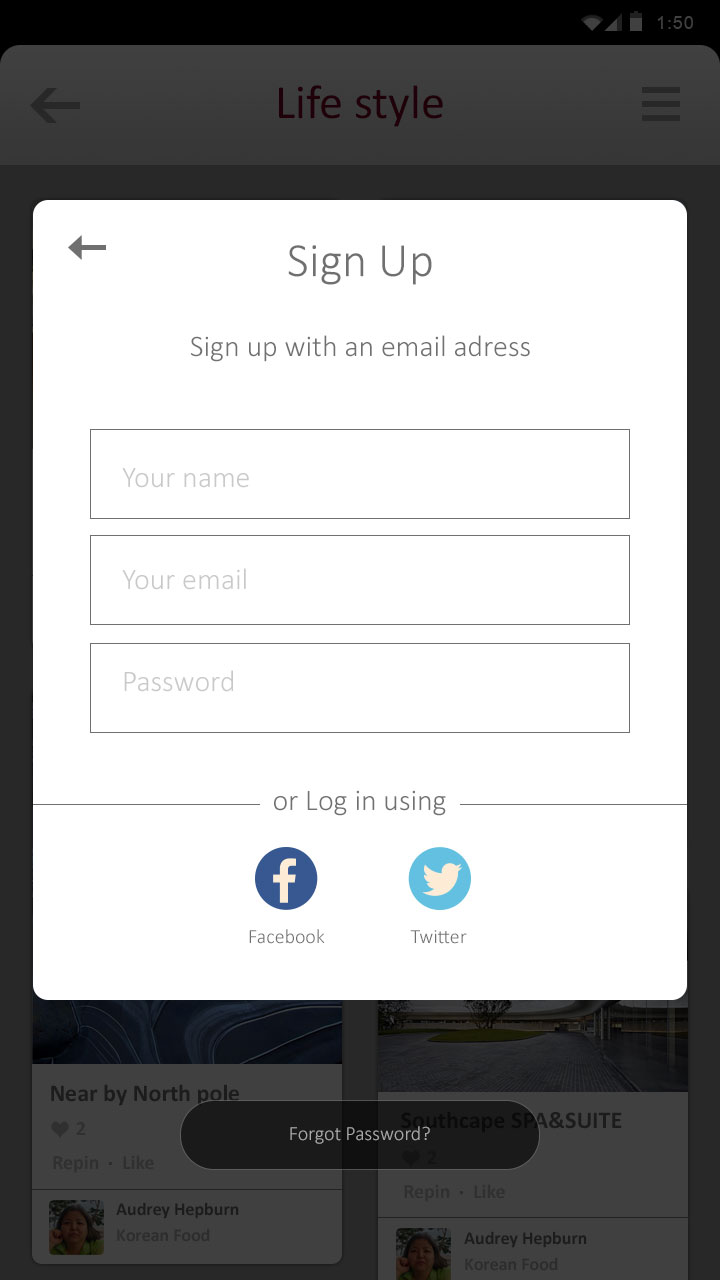 1:50
Life style
Sign Up
Sign up with an email adress
Your name
Your email
Password
or Log in using
Facebook
Twitter
Near by North pole
2
Repin · Like
Audrey Hepburn
Korean Food
Southcape SPA&SUITE
2
Repin · Like
Audrey Hepburn
Korean Food
Forgot Password?